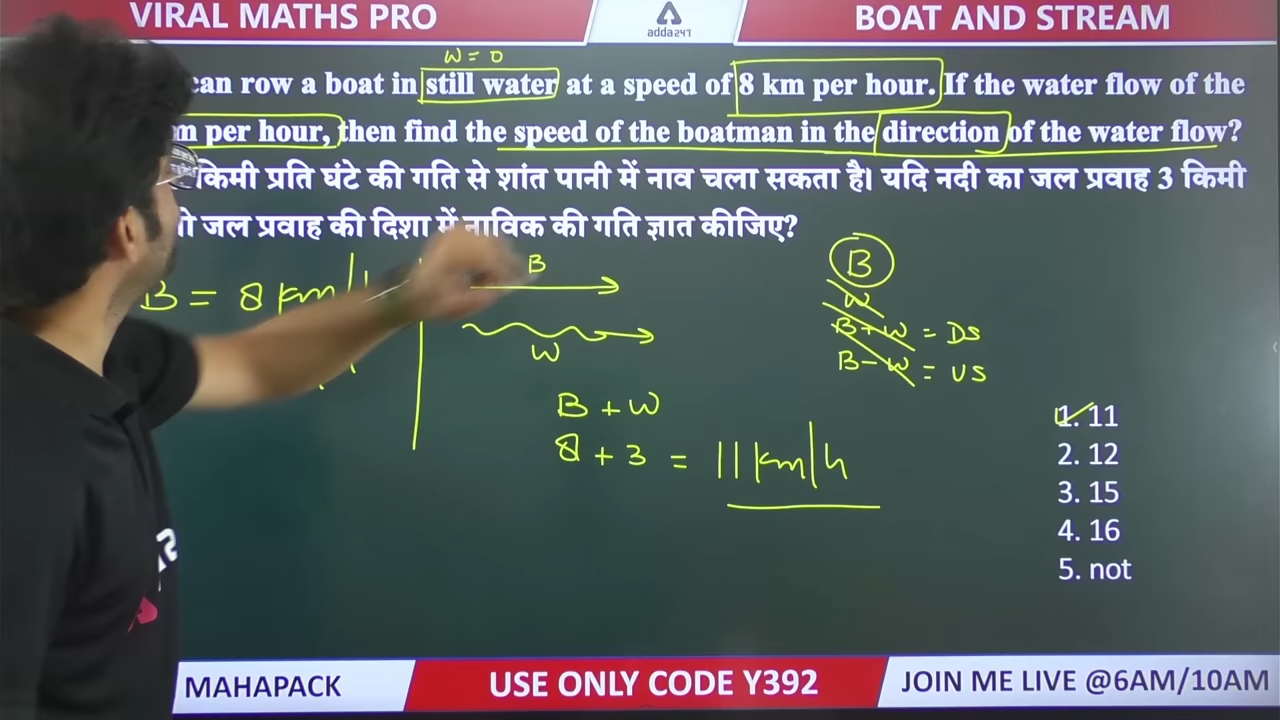 VIRAL MATHS PRO
adda247
BOAT AND STREAM
W = 0
can row a boat in still water at a speed of 8 km per hour. If the water flow of the
m per hour, then find the speed of the boatman in the direction of the water flow?
किमी प्रति घंटे की गति से शांत पानी में नाव चला सकता है। यदि नदी का जल प्रवाह 3 किमी
जल प्रवाह की दिशा में नाविक की गति ज्ञात कीजिए?
B = 8 km/
B
W
B + W
8 + 3 = 11 km/h
B
W
B + W = DS
B - W = US
1. 11
2. 12
3. 15
4. 16
5. not
MAHAPACK
USE ONLY CODE Y392
JOIN ME LIVE @6AM/10AM